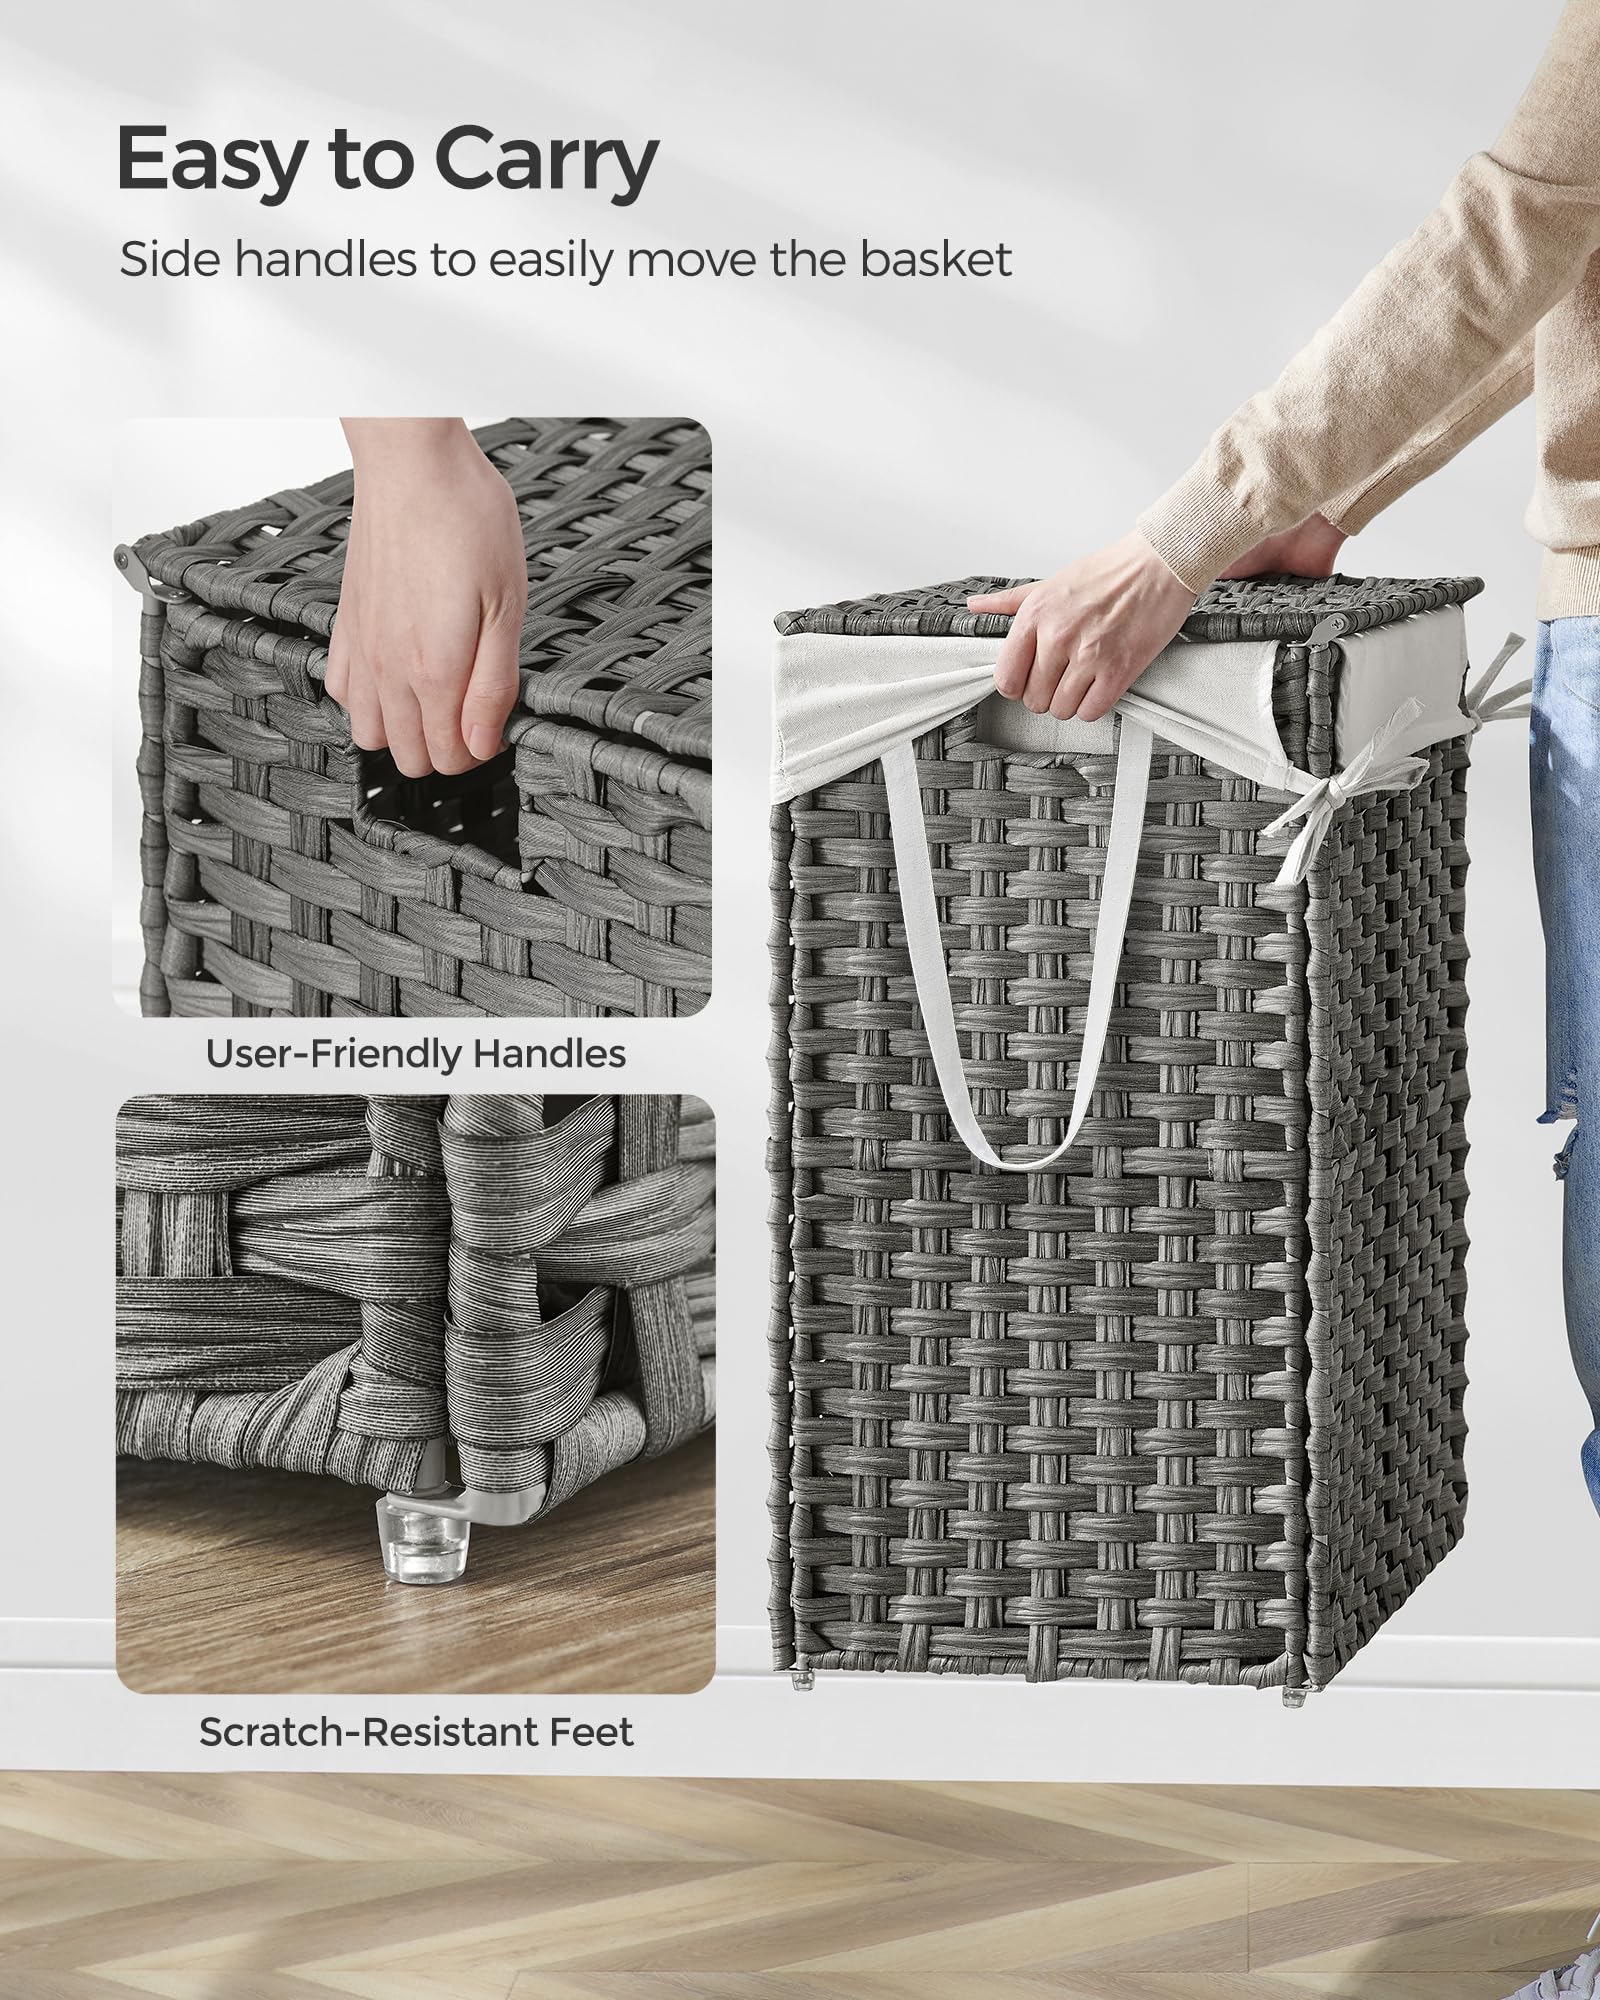 Easy to Carry
Side handles to easily move the basket
User-Friendly Handles
Scratch-Resistant Feet